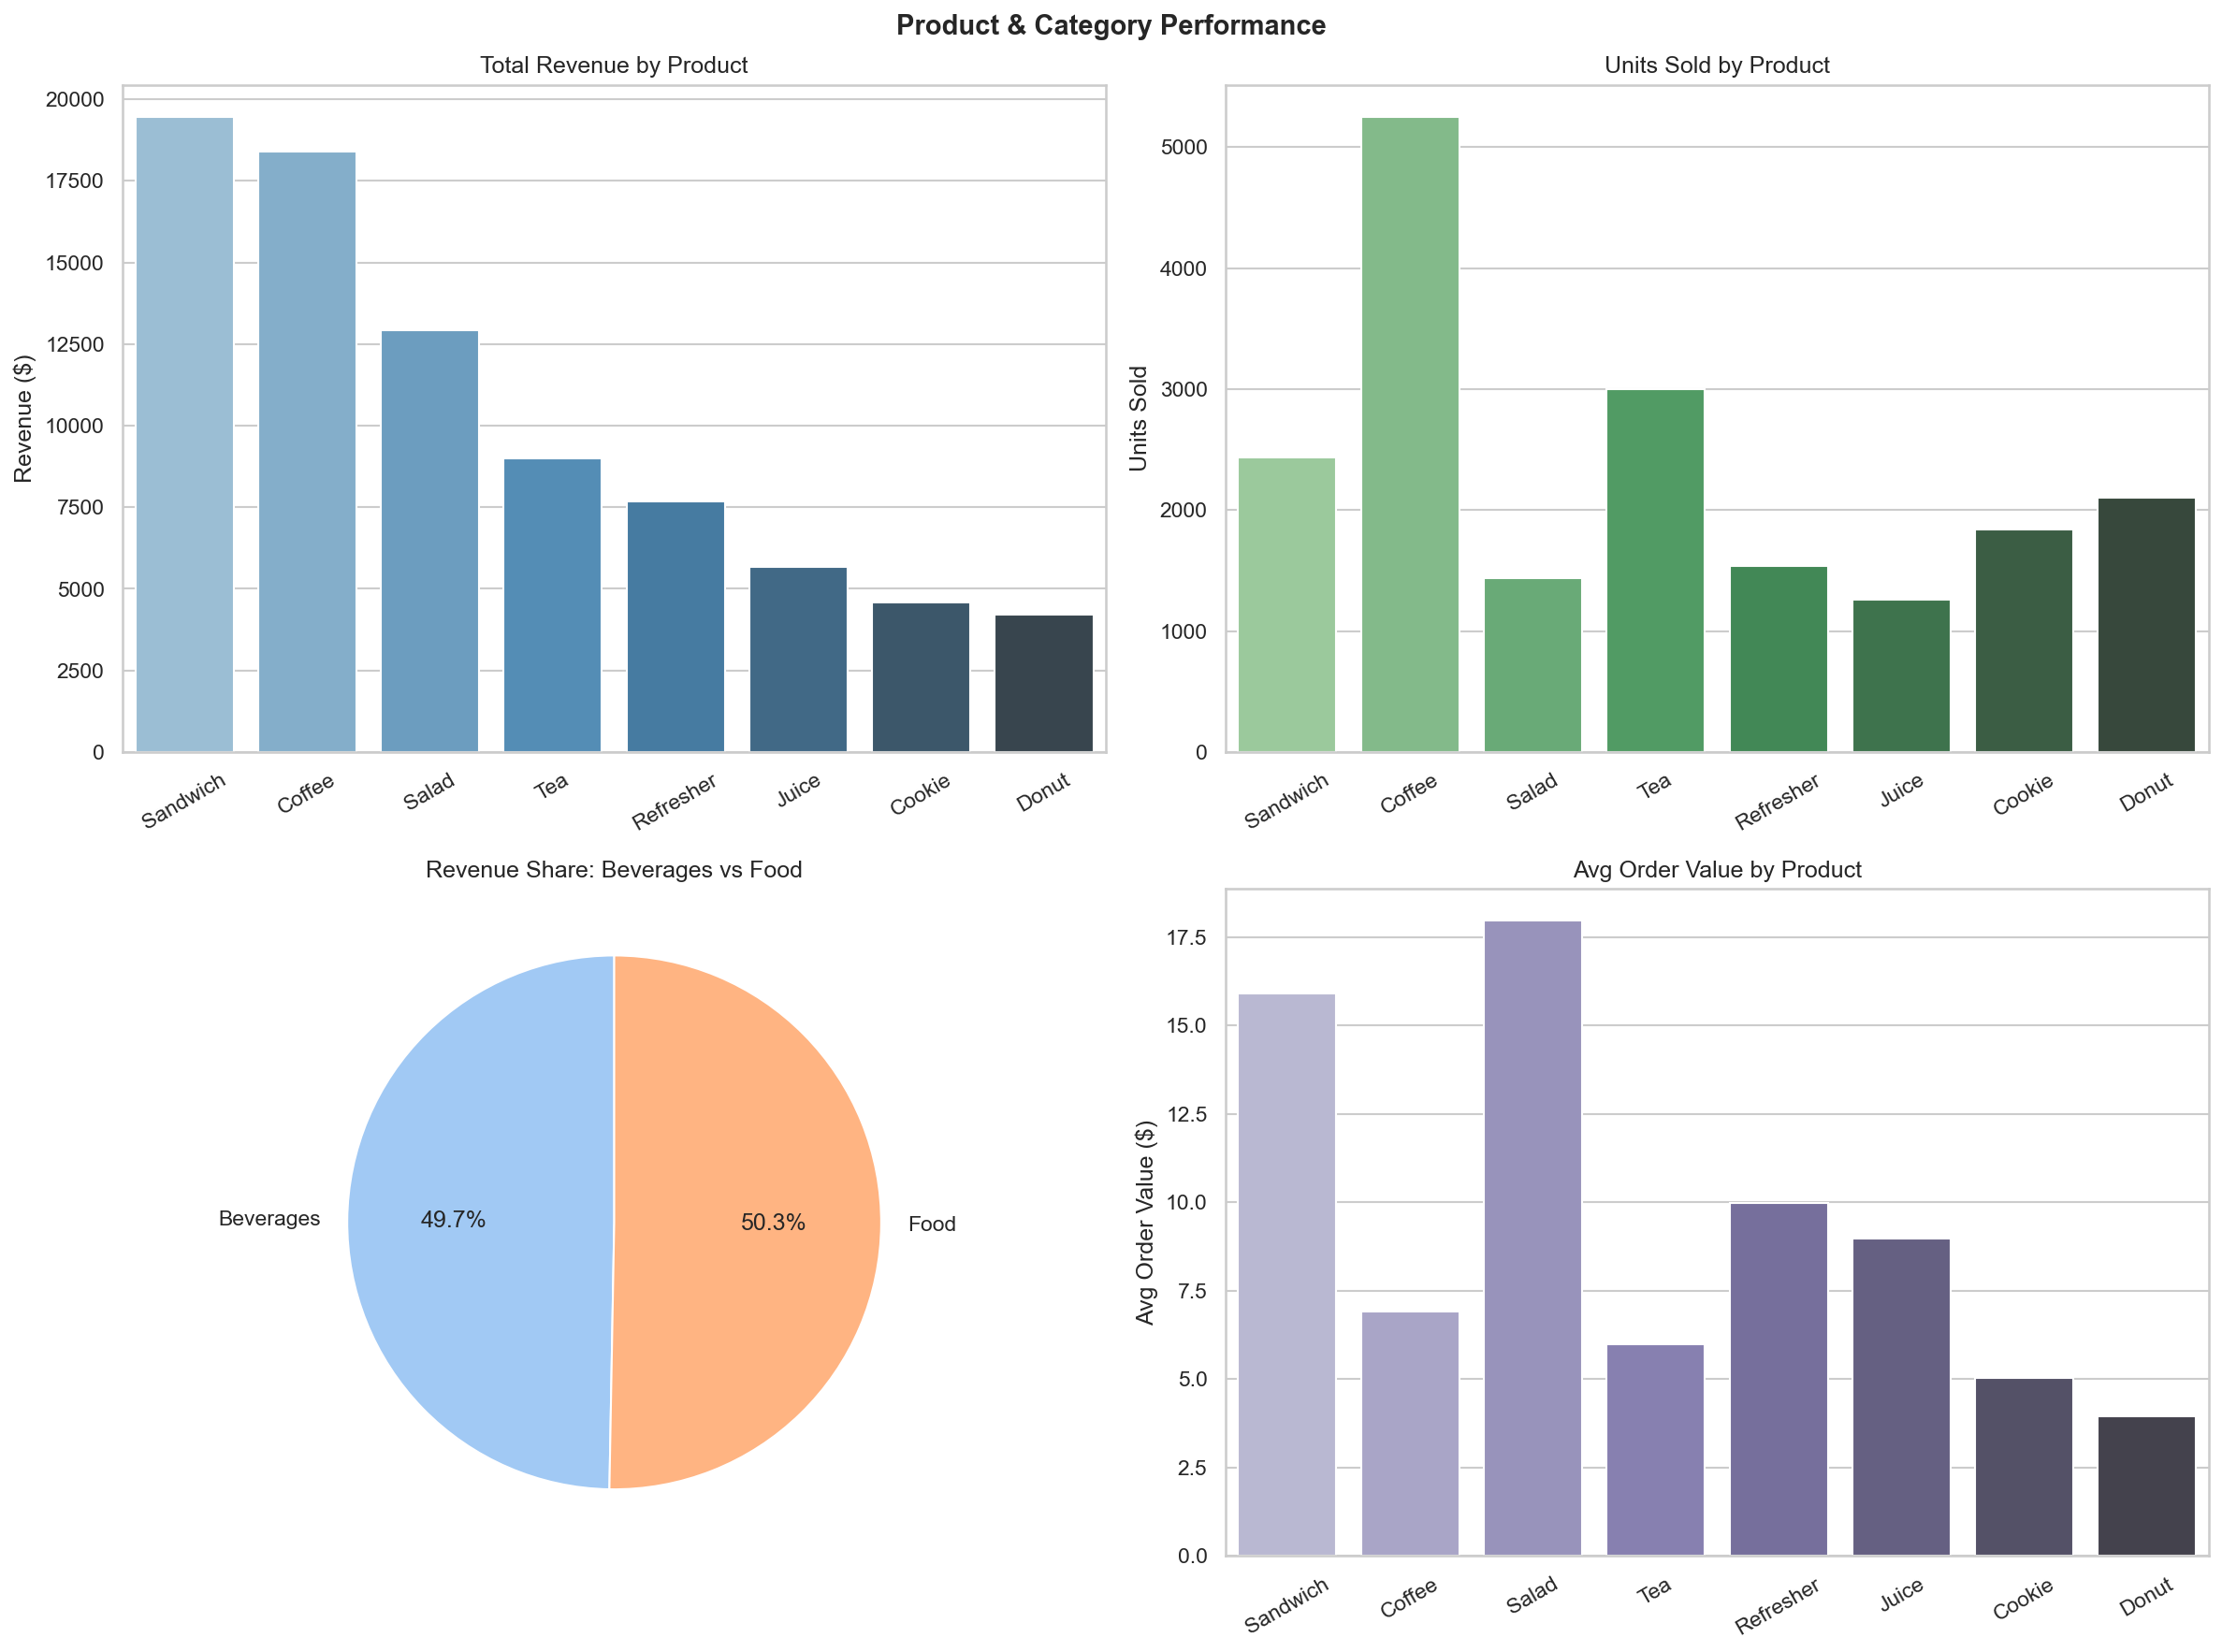 Product & Category Performance
Total Revenue by Product
Revenue ($)
20000
17500
15000
12500
10000
7500
5000
2500
0
Sandwich
Coffee
Salad
Tea
Refresher
Juice
Cookie
Donut
Units Sold by Product
Units Sold
5000
4000
3000
2000
1000
0
Sandwich
Coffee
Salad
Tea
Refresher
Juice
Cookie
Donut
Revenue Share: Beverages vs Food
Beverages
49.7%
50.3%
Food
Avg Order Value by Product
Avg Order Value ($)
17.5
15.0
12.5
10.0
7.5
5.0
2.5
0.0
Sandwich
Coffee
Salad
Tea
Refresher
Juice
Cookie
Donut